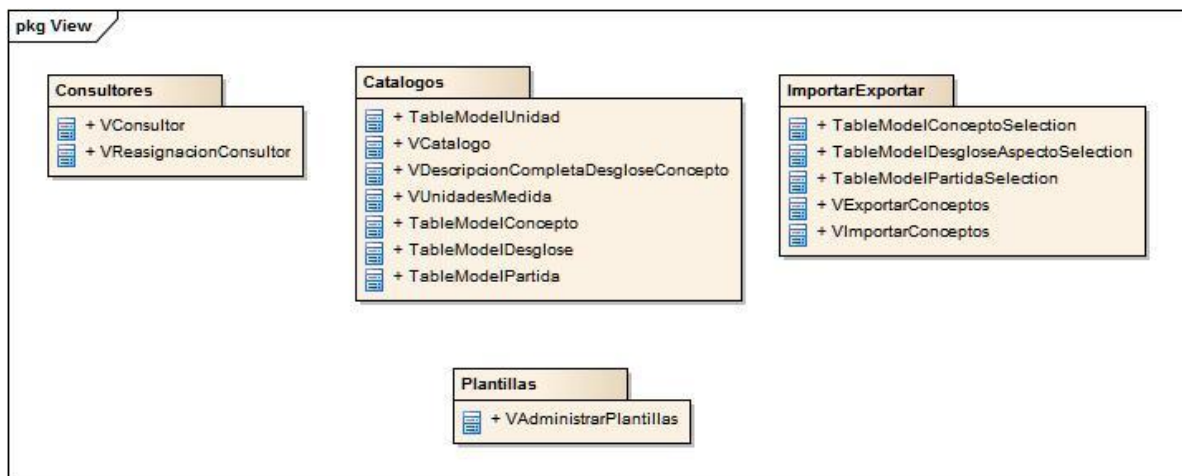 pkg View
Consultores
+ VConsultor
+ VReasignacionConsultor
Catalogos
+ TableModelUnidad
+ VCatalogo
+ VDescripcionCompletaDesgloseConcepto
+ VUnidadesMedida
+ TableModelConcepto
+ TableModelDesglose
+ TableModelPartida
ImportarExportar
+ TableModelConceptoSelection
+ TableModelDesgloseAspectoSelection
+ TableModelPartidaSelection
+ VExportarConceptos
+ VImportarConceptos
Plantillas
+ VAdministrarPlantillas